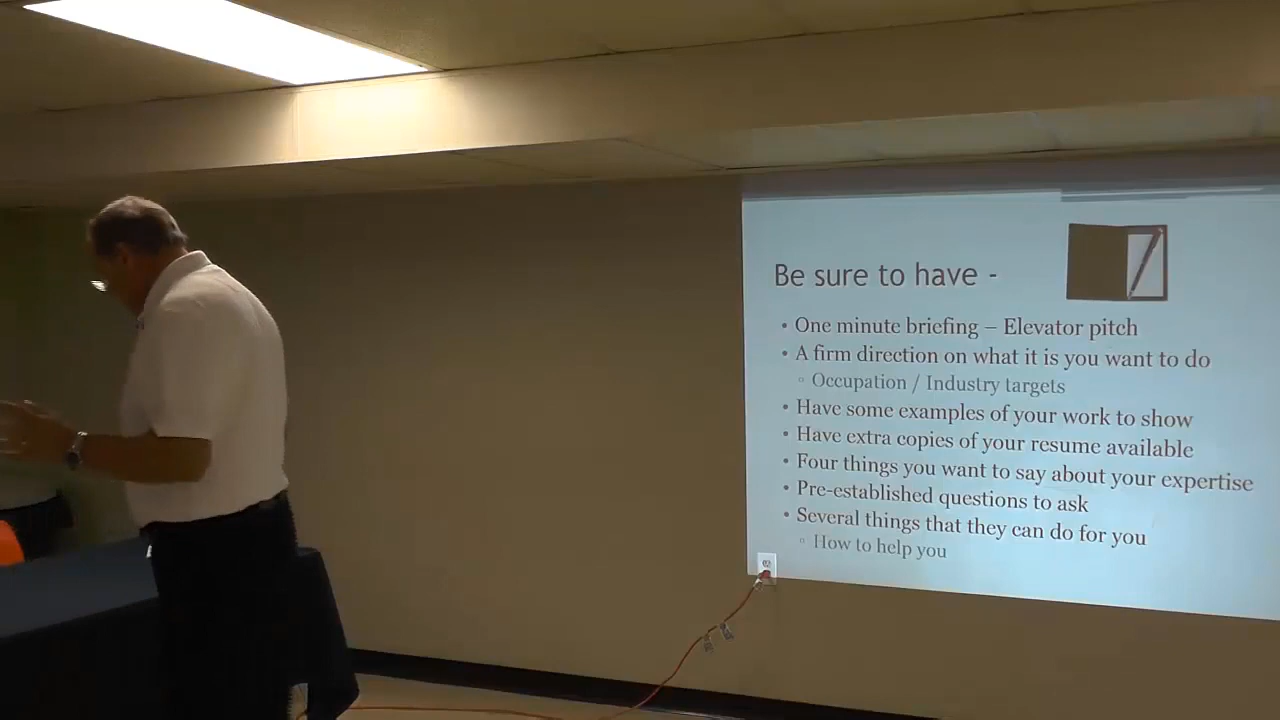 Be sure to have -
• One minute briefing – Elevator pitch
• A firm direction on what it is you want to do
▫ Occupation / Industry targets
• Have some examples of your work to show
• Have extra copies of your resume available
• Four things you want to say about your expertise
• Pre-established questions to ask
• Several things that they can do for you
▫ How to help you